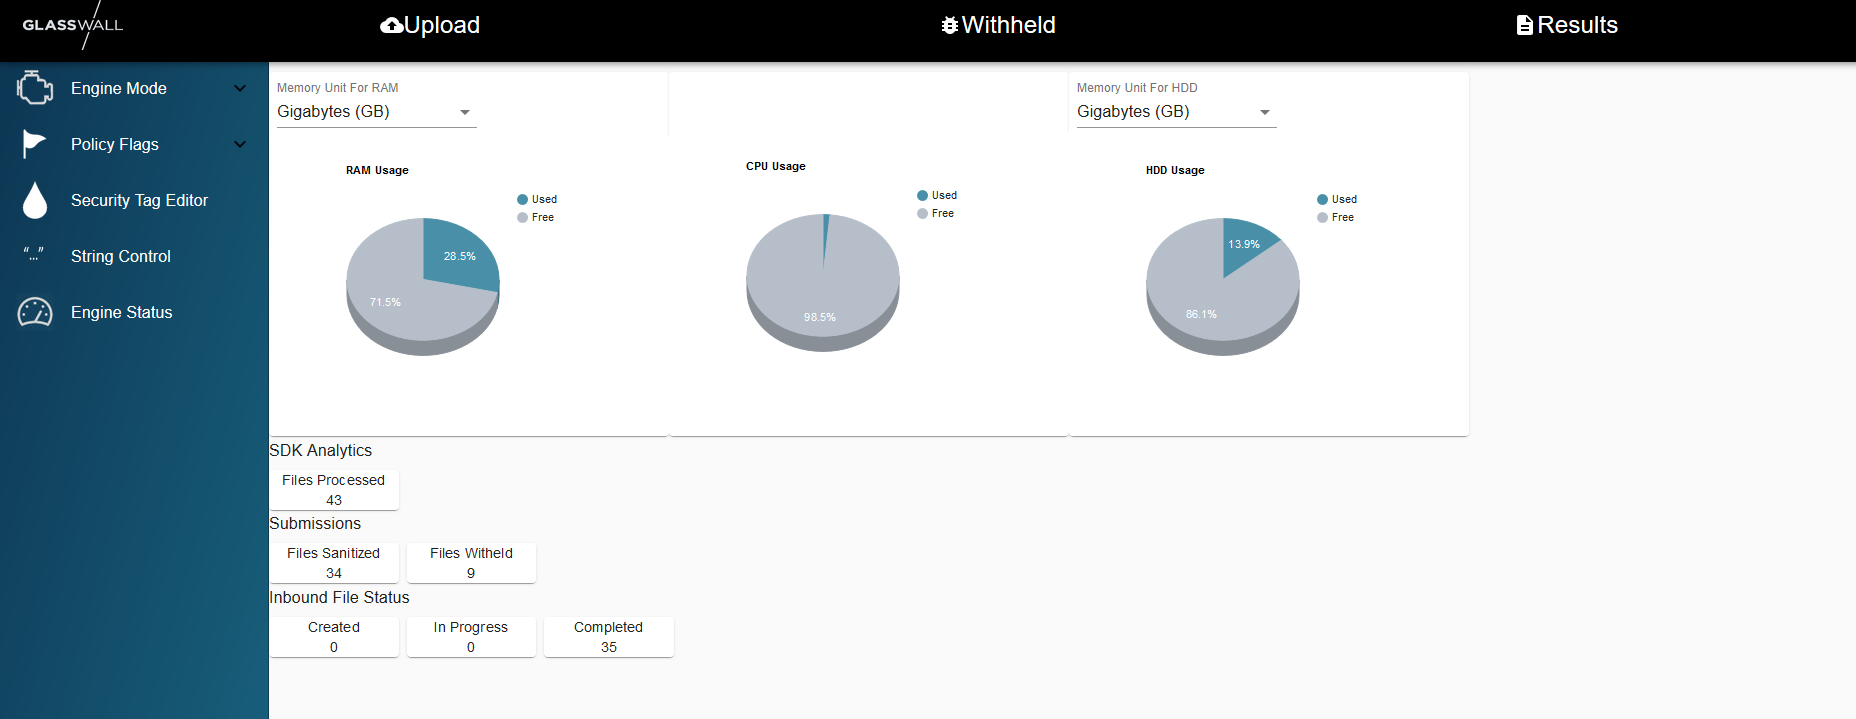 GLASSWALL
Upload
Withheld
Results
Engine Mode
Policy Flags
Security Tag Editor
“...” String Control
Engine Status
Memory Unit For RAM
Gigabytes (GB)
Memory Unit For HDD
Gigabytes (GB)
RAM Usage
Used
Free
28.5%
71.5%
CPU Usage
Used
Free
98.5%
HDD Usage
Used
Free
13.9%
86.1%
SDK Analytics
Files Processed
43
Submissions
Files Sanitized
34
Files Witheld
9
Inbound File Status
Created
0
In Progress
0
Completed
35